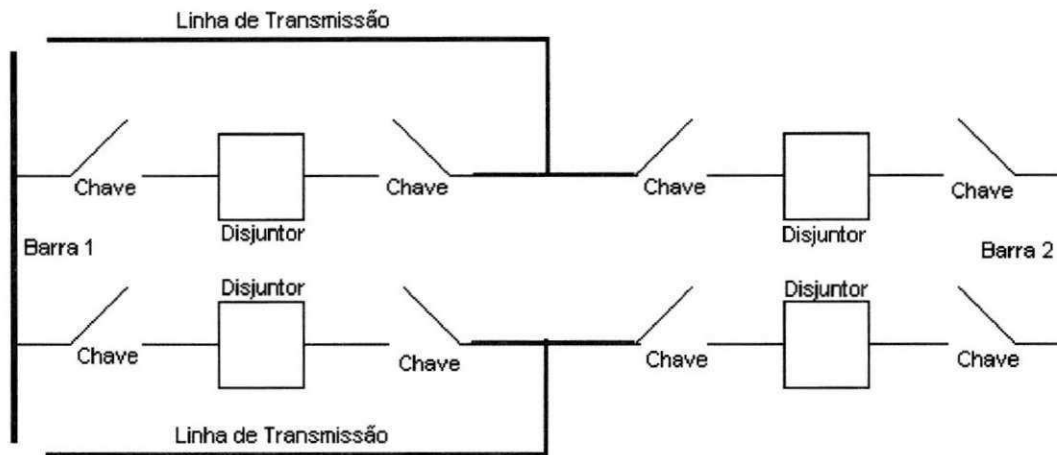 Linha de Transmissão
Chave
Chave
Chave
Chave
Disjuntor
Disjuntor
Barra 1
Barra 2
Disjuntor
Disjuntor
Chave
Chave
Chave
Chave
Linha de Transmissão